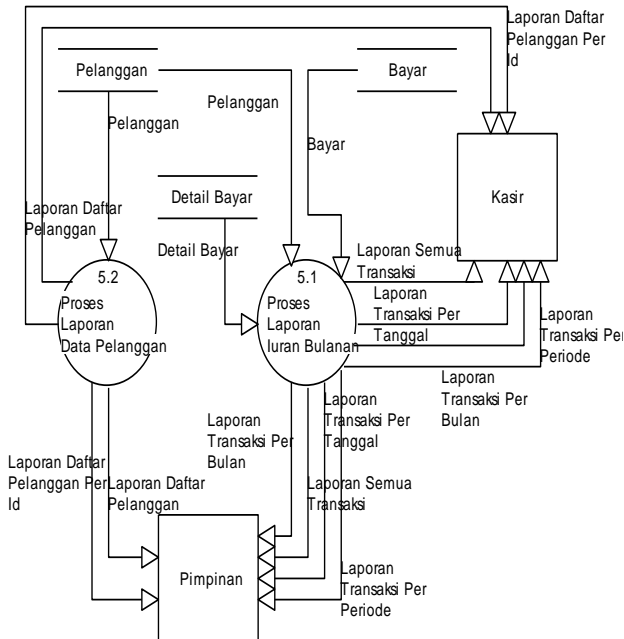 Laporan Daftar
Pelanggan Per
Id
Pelanggan
Bayar
Pelanggan
Pelanggan
Bayar
Kasir
Detail Bayar
Laporan Daftar
Pelanggan
Detail Bayar
Laporan Semua
Transaksi
5.2
Proses
Laporan
Data Pelanggan
5.1
Proses
Laporan
Iuran Bulanan
Laporan
Transaksi Per
Tanggal
Laporan
Transaksi Per
Periode
Laporan
Transaksi Per
Bulan
Laporan
Transaksi Per
Bulan
Laporan
Transaksi Per
Tanggal
Laporan Daftar
Pelanggan Per
Id
Laporan Daftar
Pelanggan
Laporan Semua
Transaksi
Pimpinan
Laporan
Transaksi Per
Periode